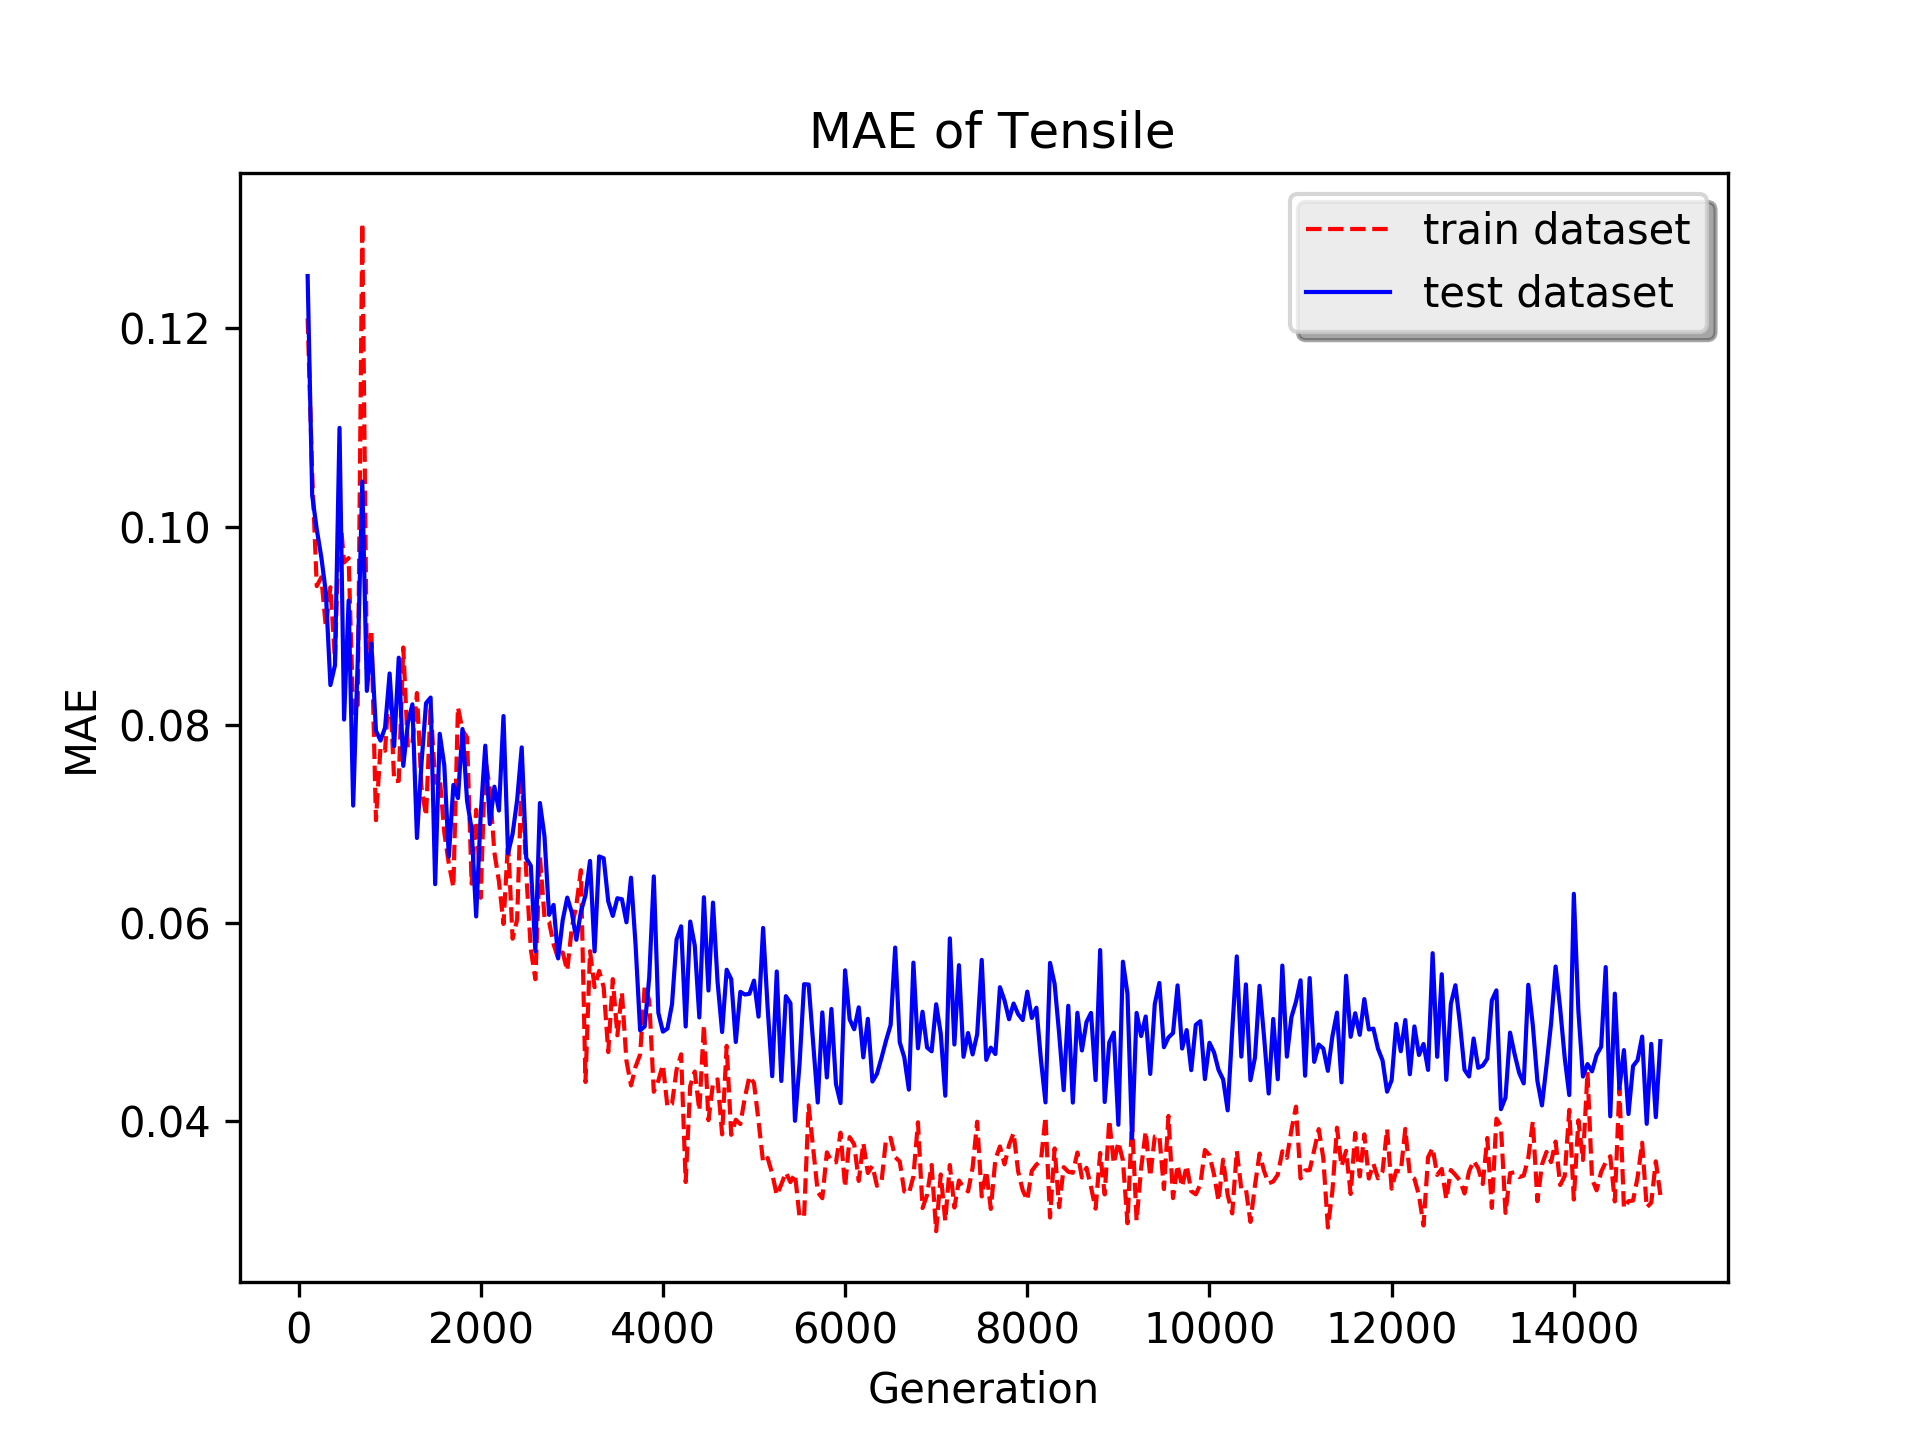 MAE of Tensile
train dataset
test dataset
MAE
0.12
0.10
0.08
0.06
0.04
0 2000 4000 6000 8000 10000 12000 14000
Generation